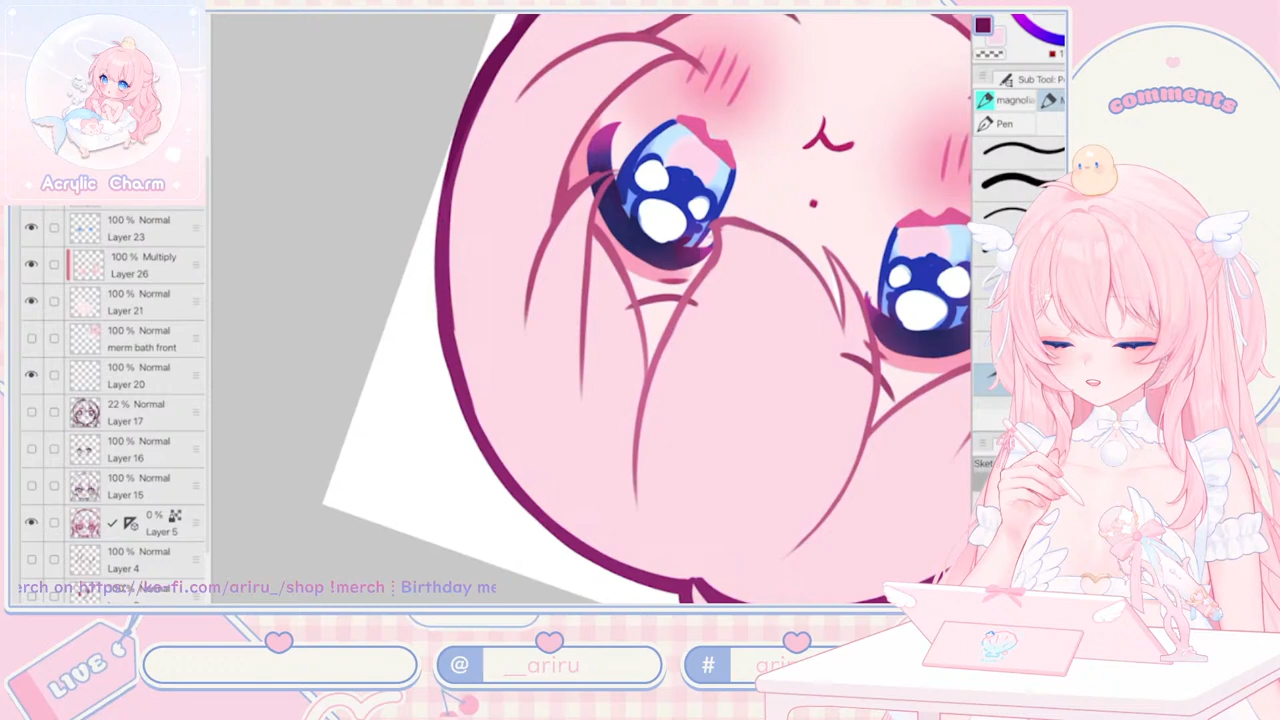 Acrylic Charm
100 % Normal
Layer 23
100 % Multiply
Layer 26
100 % Normal
Layer 21
100 % Normal
merm bath front
100 % Normal
Layer 20
22 % Normal
Layer 17
100 % Normal
Layer 16
100 % Normal
Layer 15
0 %
Layer 5
100 % Normal
Layer 4
erch on https://ko-fi.com/ariru_/shop !merch ⋮ Birthday me
Sub Tool: P
magnolia
Pen
Sket
comments
LIVE
@ __ariru
# ari